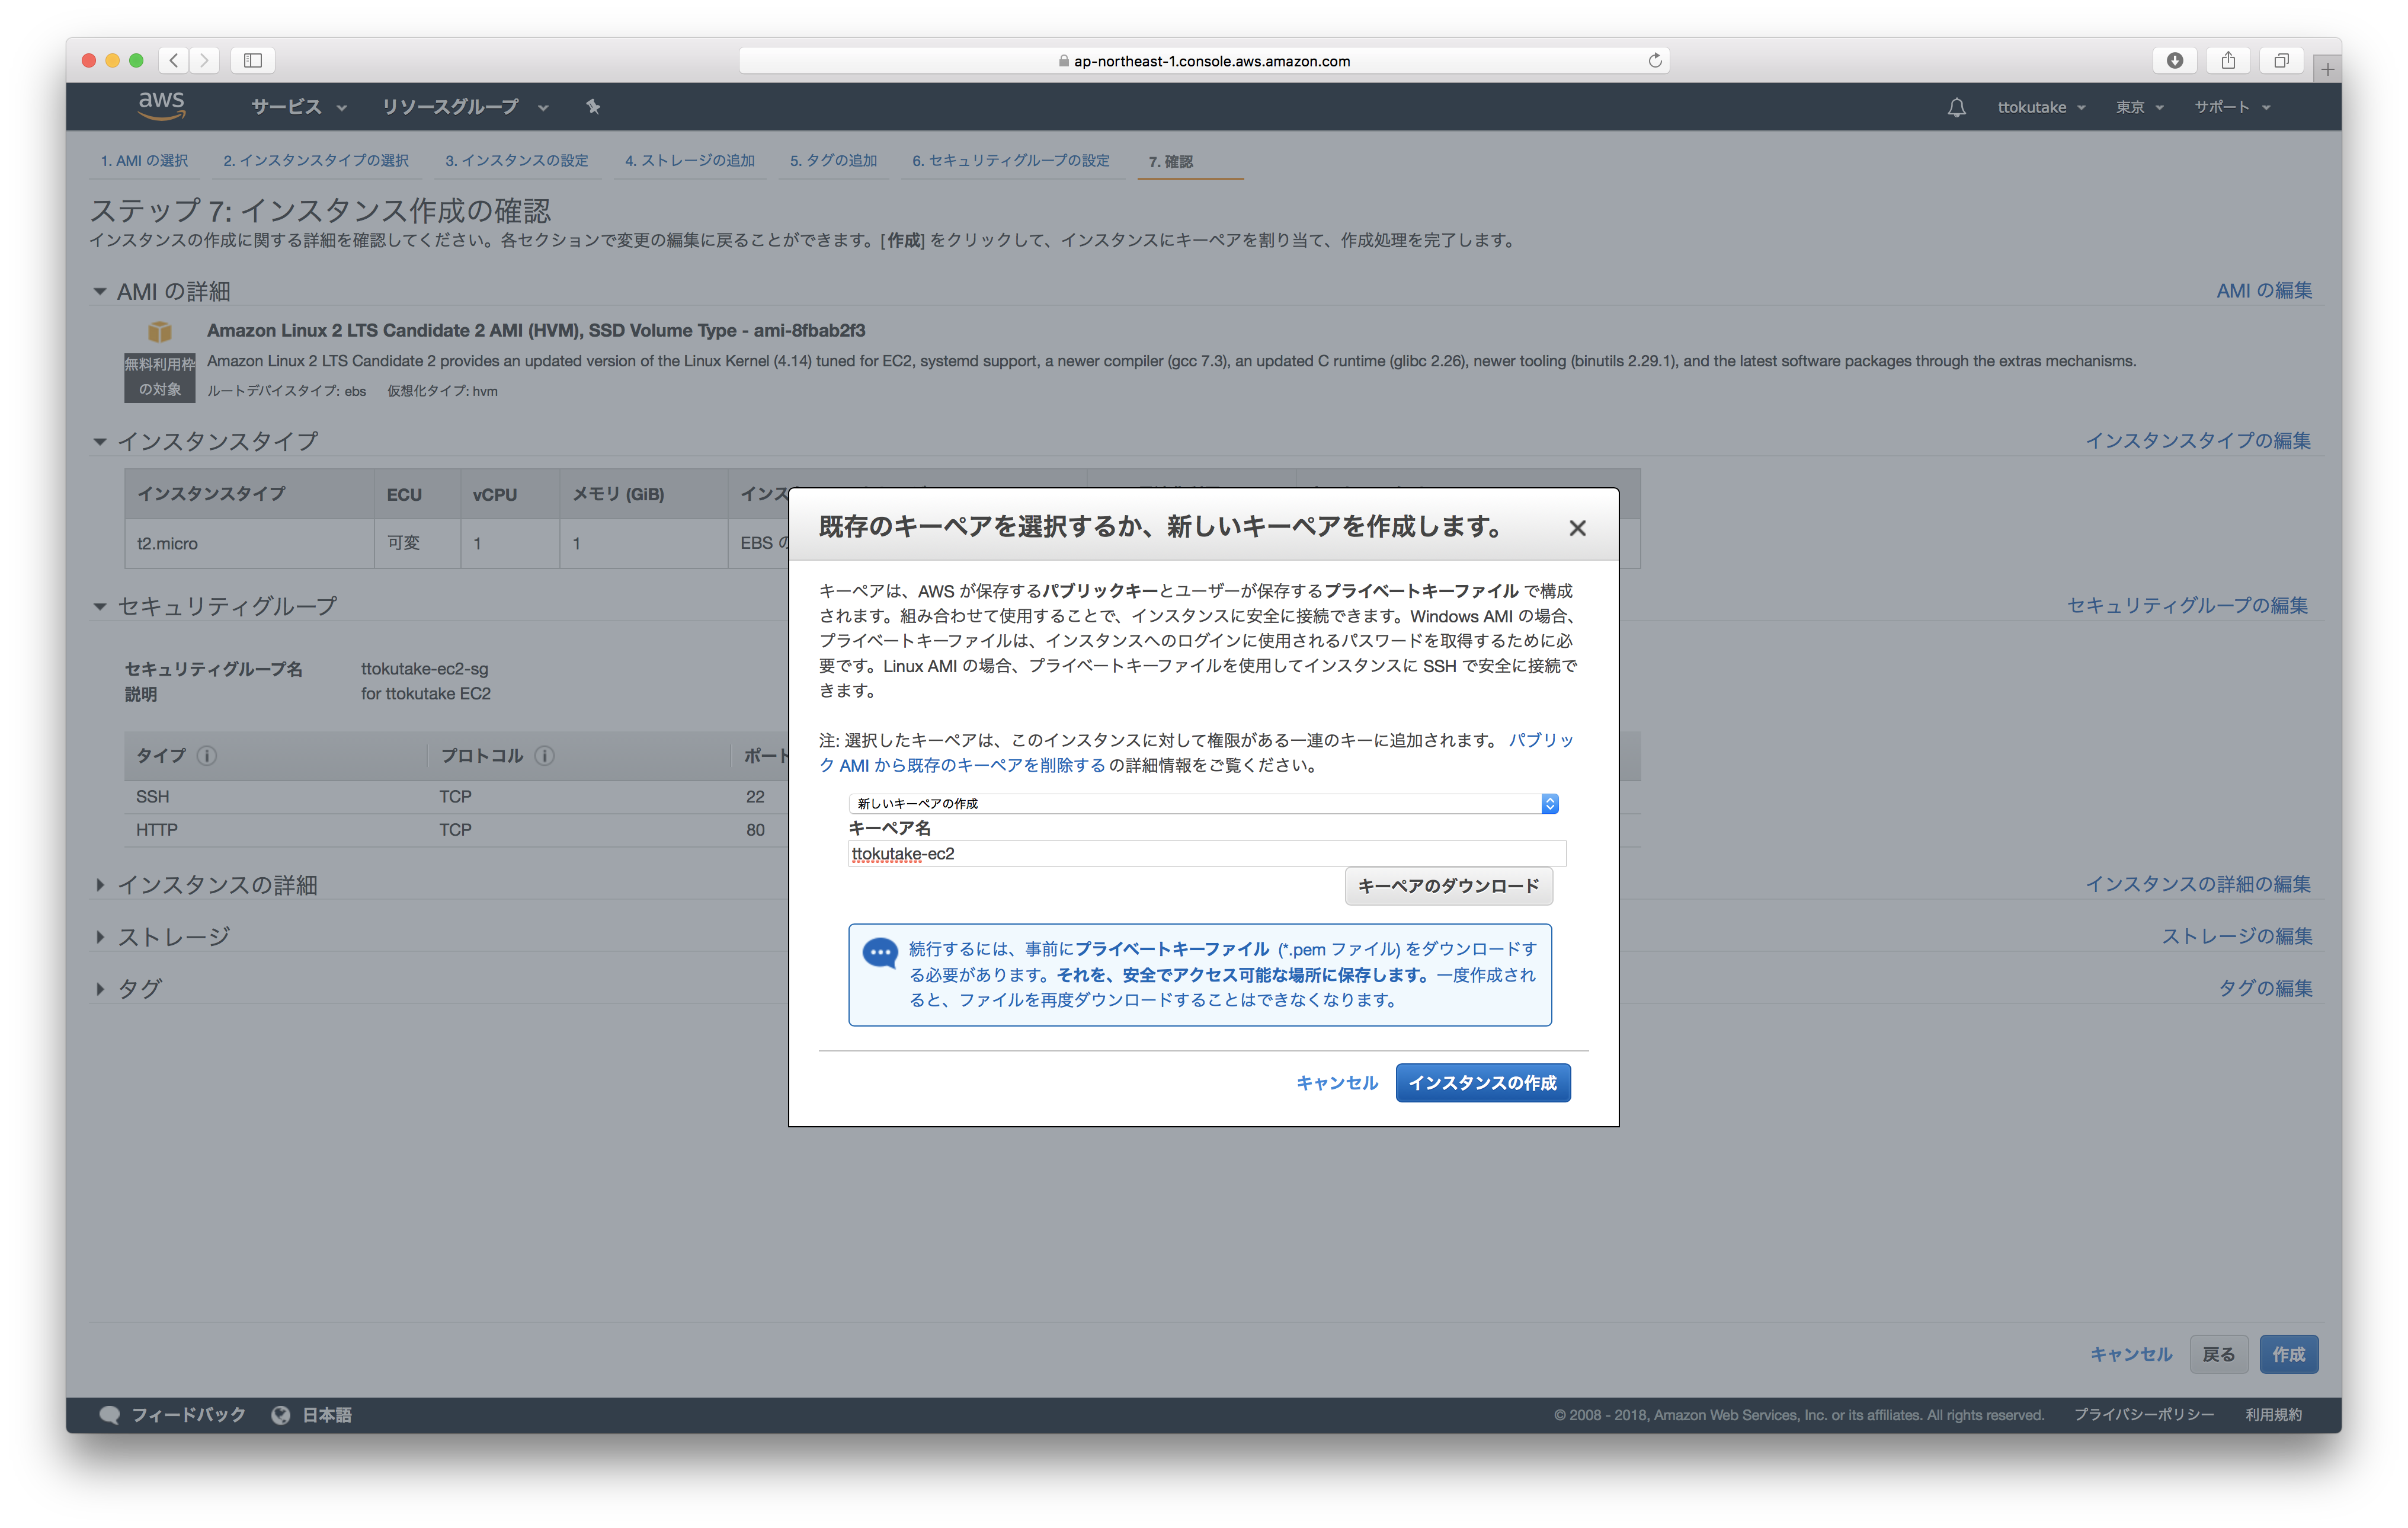 ap-northeast-1.console.aws.amazon.com
aws サービス リソースグループ ttokutake 東京 サポート
1. AMI の選択 2. インスタンスタイプの選択 3. インスタンスの設定 4. ストレージの追加 5. タグの追加 6. セキュリティグループの設定 7. 確認
ステップ 7: インスタンス作成の確認
インスタンスの作成に関する詳細を確認してください。各セクションで変更の編集に戻ることができます。[作成] をクリックして、インスタンスにキーペアを割り当て、作成処理を完了します。
AMI の詳細 AMI の編集
Amazon Linux 2 LTS Candidate 2 AMI (HVM), SSD Volume Type - ami-8fbab2f3
無料利用枠の対象
Amazon Linux 2 LTS Candidate 2 provides an updated version of the Linux Kernel (4.14) tuned for EC2, systemd support, a newer compiler (gcc 7.3), an updated C runtime (glibc 2.26), newer tooling (binutils 2.29.1), and the latest software packages through the extras mechanisms.
ルートデバイスタイプ: ebs 仮想化タイプ: hvm
インスタンスタイプ インスタンスタイプの編集
インスタンスタイプ ECU vCPU メモリ (GiB) インス
t2.micro 可変 1 1 EBS の
セキュリティグループ セキュリティグループの編集
セキュリティグループ名 ttokutake-ec2-sg
説明 for ttokutake EC2
タイプ プロトコル ポート
SSH TCP 22
HTTP TCP 80
インスタンスの詳細 インスタンスの詳細の編集
ストレージ ストレージの編集
タグ タグの編集
既存のキーペアを選択するか、新しいキーペアを作成します。
キーペアは、AWS が保存するパブリックキーとユーザーが保存するプライベートキーファイル で構成
されます。組み合わせて使用することで、インスタンスに安全に接続できます。Windows AMI の場合、
プライベートキーファイルは、インスタンスへのログインに使用されるパスワードを取得するために必
要です。Linux AMI の場合、プライベートキーファイルを使用してインスタンスに SSH で安全に接続で
きます。
注: 選択したキーペアは、このインスタンスに対して権限がある一連のキーに追加されます。 パブリッ
ク AMI から既存のキーペアを削除する の詳細情報をご覧ください。
新しいキーペアの作成
キーペア名
ttokutake-ec2
キーペアのダウンロード
続行するには、事前にプライベートキーファイル (*.pem ファイル) をダウンロードす
る必要があります。それを、安全でアクセス可能な場所に保存します。一度作成され
ると、ファイルを再度ダウンロードすることはできなくなります。
キャンセル インスタンスの作成
キャンセル 戻る 作成
フィードバック 日本語 © 2008 - 2018, Amazon Web Services, Inc. or its affiliates. All rights reserved. プライバシーポリシー 利用規約